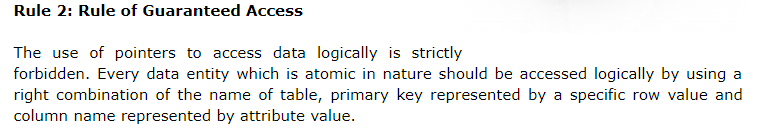 Rule 2: Rule of Guaranteed Access
The use of pointers to access data logically is strictly
forbidden. Every data entity which is atomic in nature should be accessed logically by using a
right combination of the name of table, primary key represented by a specific row value and
column name represented by attribute value.